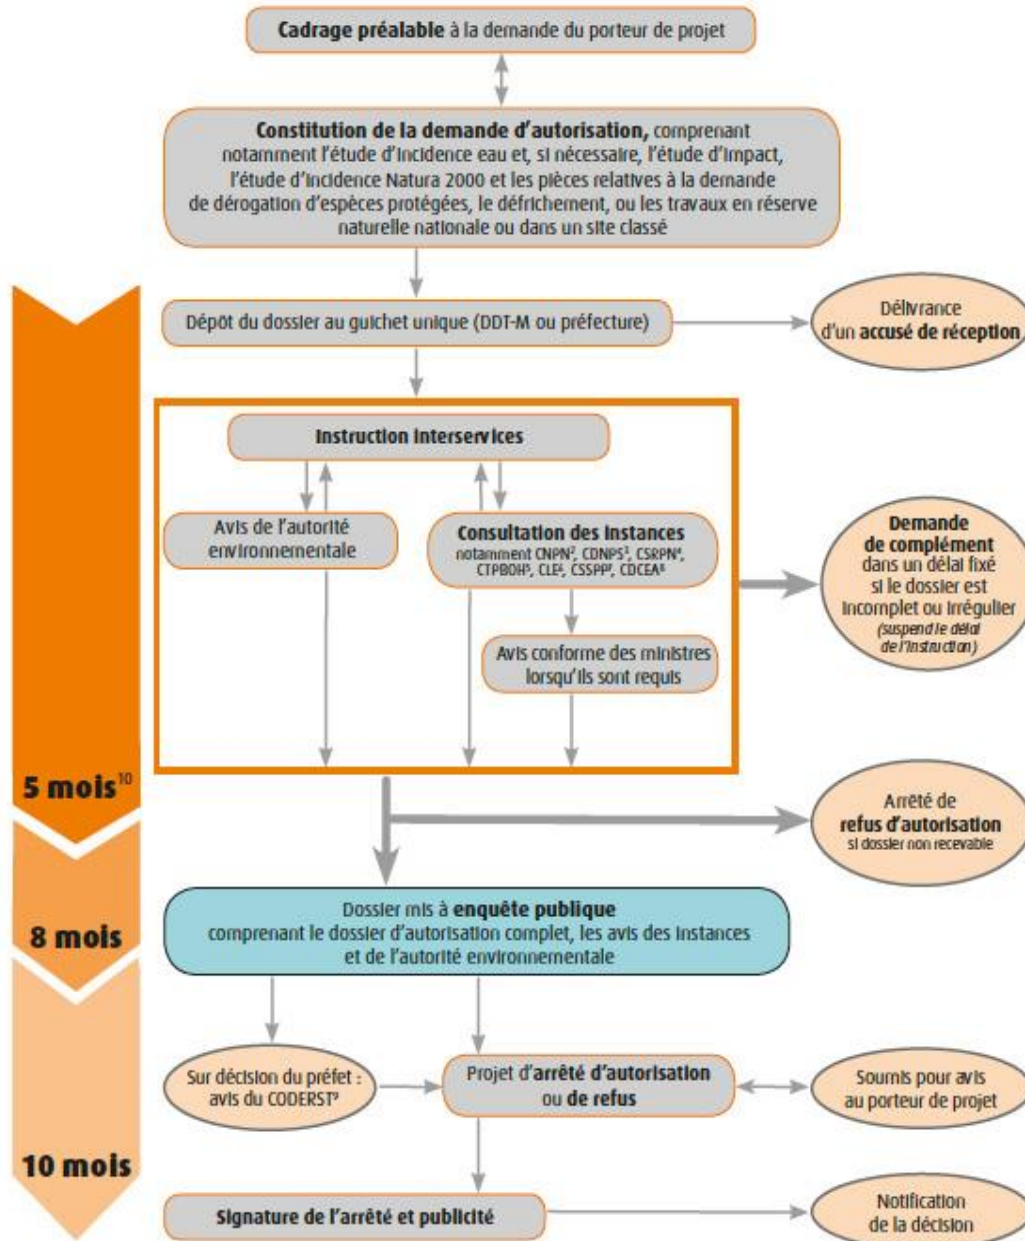 Cadrage préalable à la demande du porteur de projet
Constitution de la demande d'autorisation, comprenant
notamment l'étude d'incidence eau et, si nécessaire, l'étude d'impact,
l'étude d'incidence Natura 2000 et les pièces relatives à la demande
de dérogation d'espèces protégées, le défrichement, ou les travaux en réserve
naturelle nationale ou dans un site classé
Dépôt du dossier au guichet unique (DDT-M ou préfecture)
Délivrance
d'un accusé de réception
Instruction interservices
Avis de l'autorité
environnementale
Consultation des instances
notamment CNPN², CDNPS³, CSRPN⁴,
CTPBOH⁵, CLE⁶, CSSPP⁷, CDCEA⁸
Avis conforme des ministres
lorsqu'ils sont requis
Demande
de complément
dans un délai fixé
si le dossier est
incomplet ou irrégulier
(suspend le délai
de l'instruction)
5 mois¹⁰
Arrêté de
refus d'autorisation
si dossier non recevable
8 mois
Dossier mis à enquête publique
comprenant le dossier d'autorisation complet, les avis des instances
et de l'autorité environnementale
Sur décision du préfet :
avis du CODERST⁹
Projet d'arrêté d'autorisation
ou de refus
Soumis pour avis
au porteur de projet
10 mois
Signature de l'arrêté et publicité
Notification
de la décision